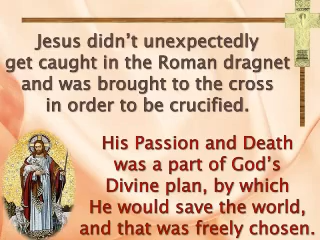 Jesus didn’t unexpectedly
get caught in the Roman dragnet
and was brought to the cross
in order to be crucified.
His Passion and Death
was a part of God’s
Divine plan, by which
He would save the world,
and that was freely chosen.